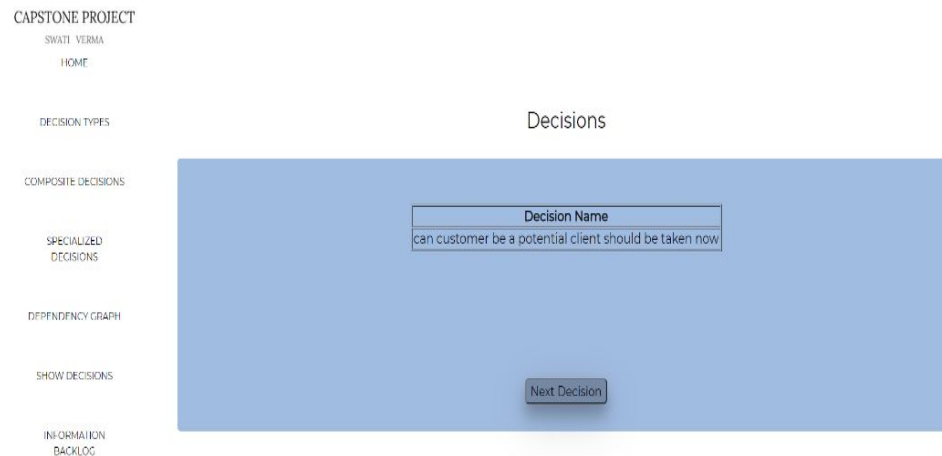 CAPSTONE PROJECT
SWATI VERMA
HOME
DECISION TYPES
COMPOSITE DECISIONS
SPECIALIZED
DECISIONS
DEPENDENCY GRAPH
SHOW DECISIONS
INFORMATION
BACKLOG
Decisions
Decision Name
can customer be a potential client should be taken now
Next Decision